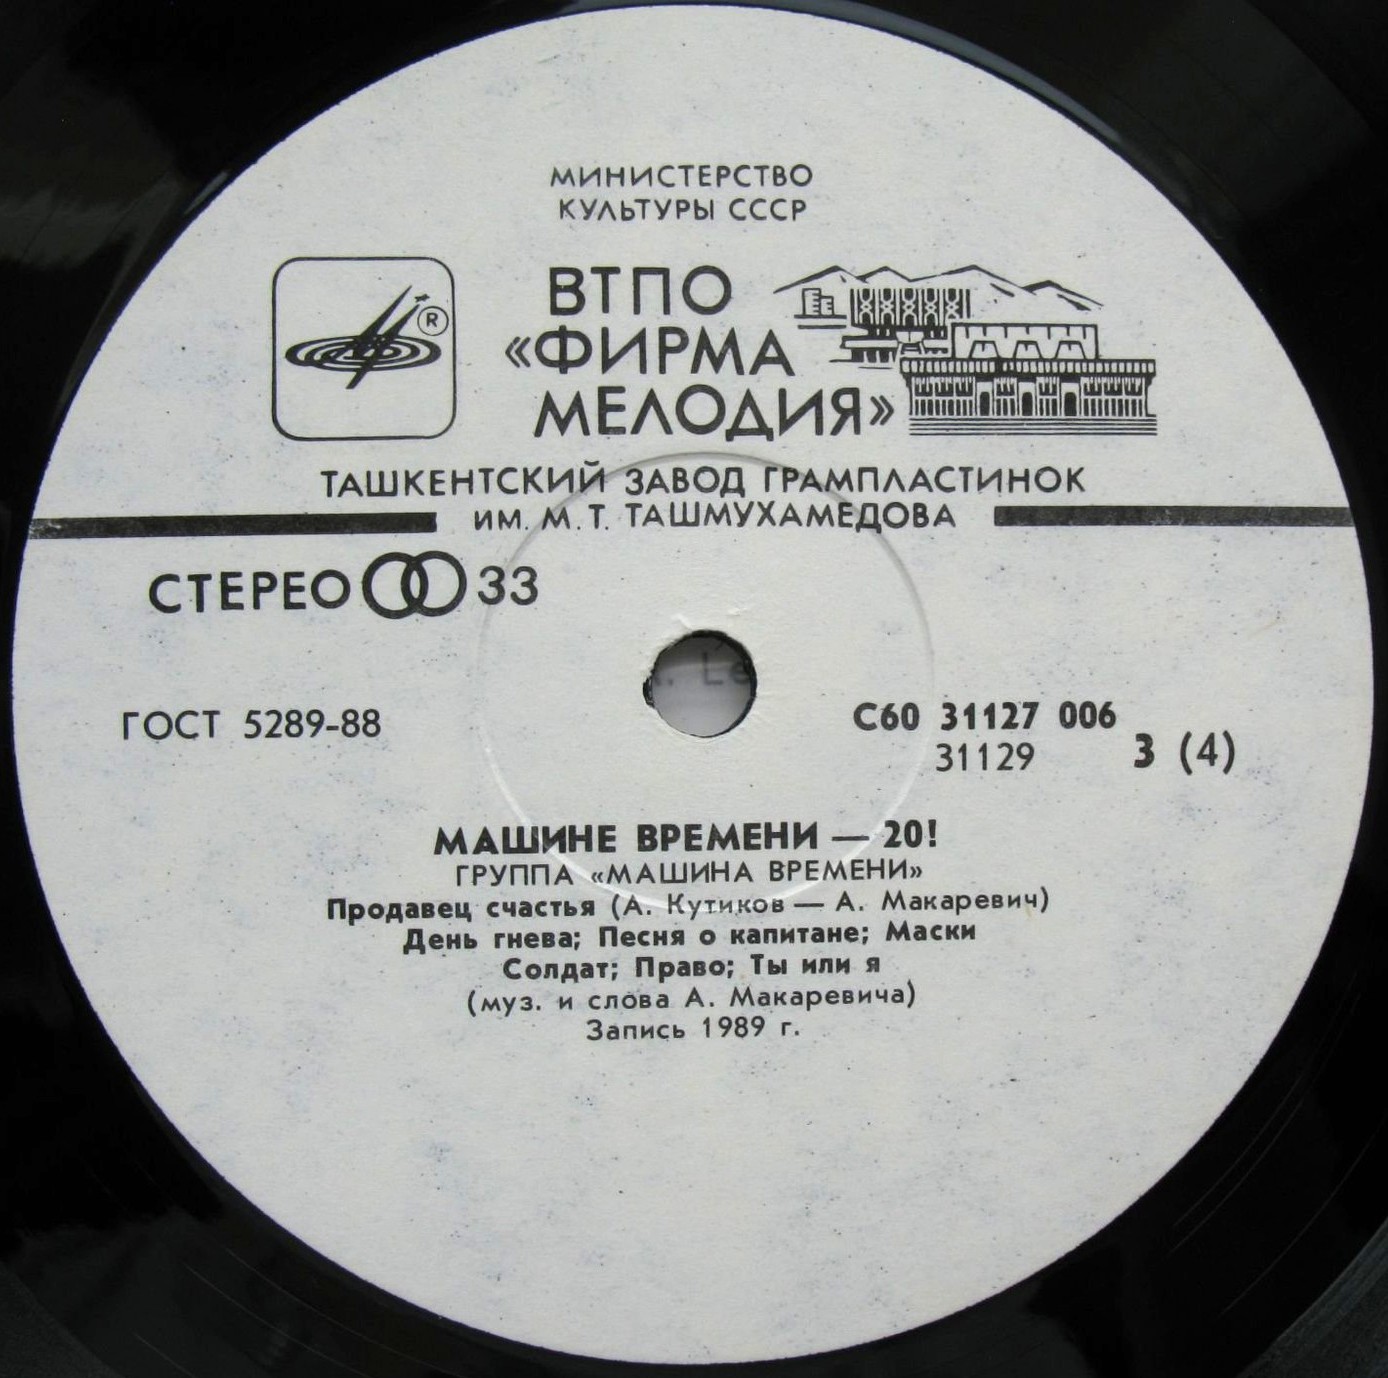 МИНИСТЕРСТВО
КУЛЬТУРЫ СССР
ВТПО
«ФИРМА
МЕЛОДИЯ»
®
ТАШКЕНТСКИЙ ЗАВОД ГРАМПЛАСТИНОК
ИМ. М. Т. ТАШМУХАМЕДОВА
СТЕРЕО 33
ГОСТ 5289-88
С60 31127 006
31129
3 (4)
МАШИНЕ ВРЕМЕНИ — 20!
ГРУППА «МАШИНА ВРЕМЕНИ»
Продавец счастья (А. Кутиков — А. Макаревич)
День гнева; Песня о капитане; Маски
Солдат; Право; Ты или я
(муз. и слова А. Макаревича)
Запись 1989 г.